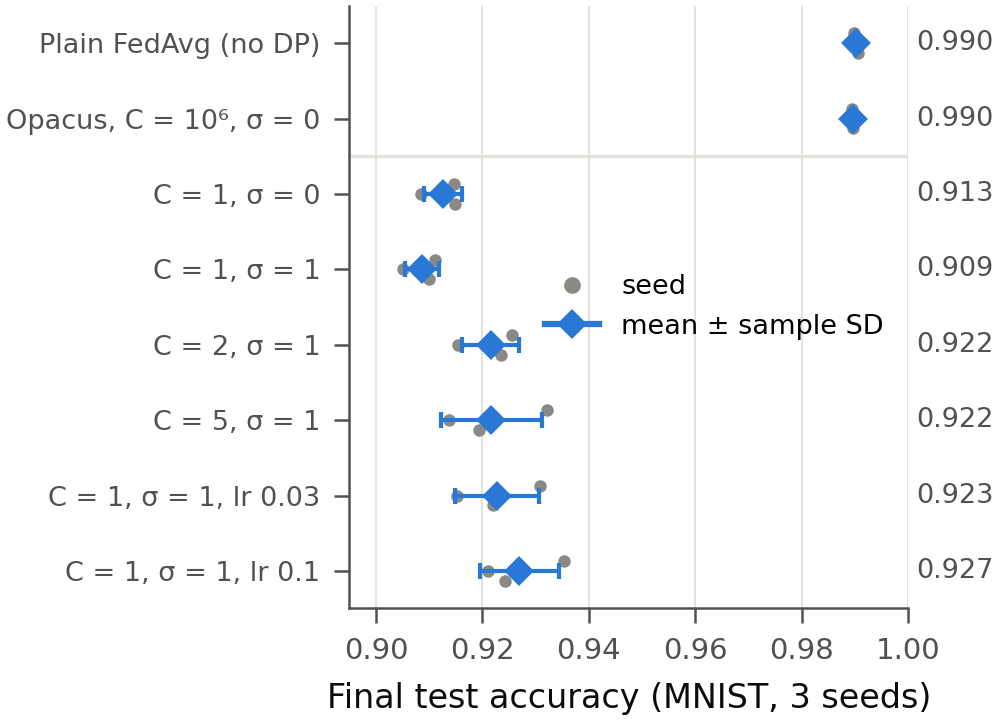 Plain FedAvg (no DP) 0.990
Opacus, C = 10⁶, σ = 0 0.990
C = 1, σ = 0 0.913
C = 1, σ = 1 0.909
seed
mean ± sample SD
C = 2, σ = 1 0.922
C = 5, σ = 1 0.922
C = 1, σ = 1, lr 0.03 0.923
C = 1, σ = 1, lr 0.1 0.927
0.90 0.92 0.94 0.96 0.98 1.00
Final test accuracy (MNIST, 3 seeds)